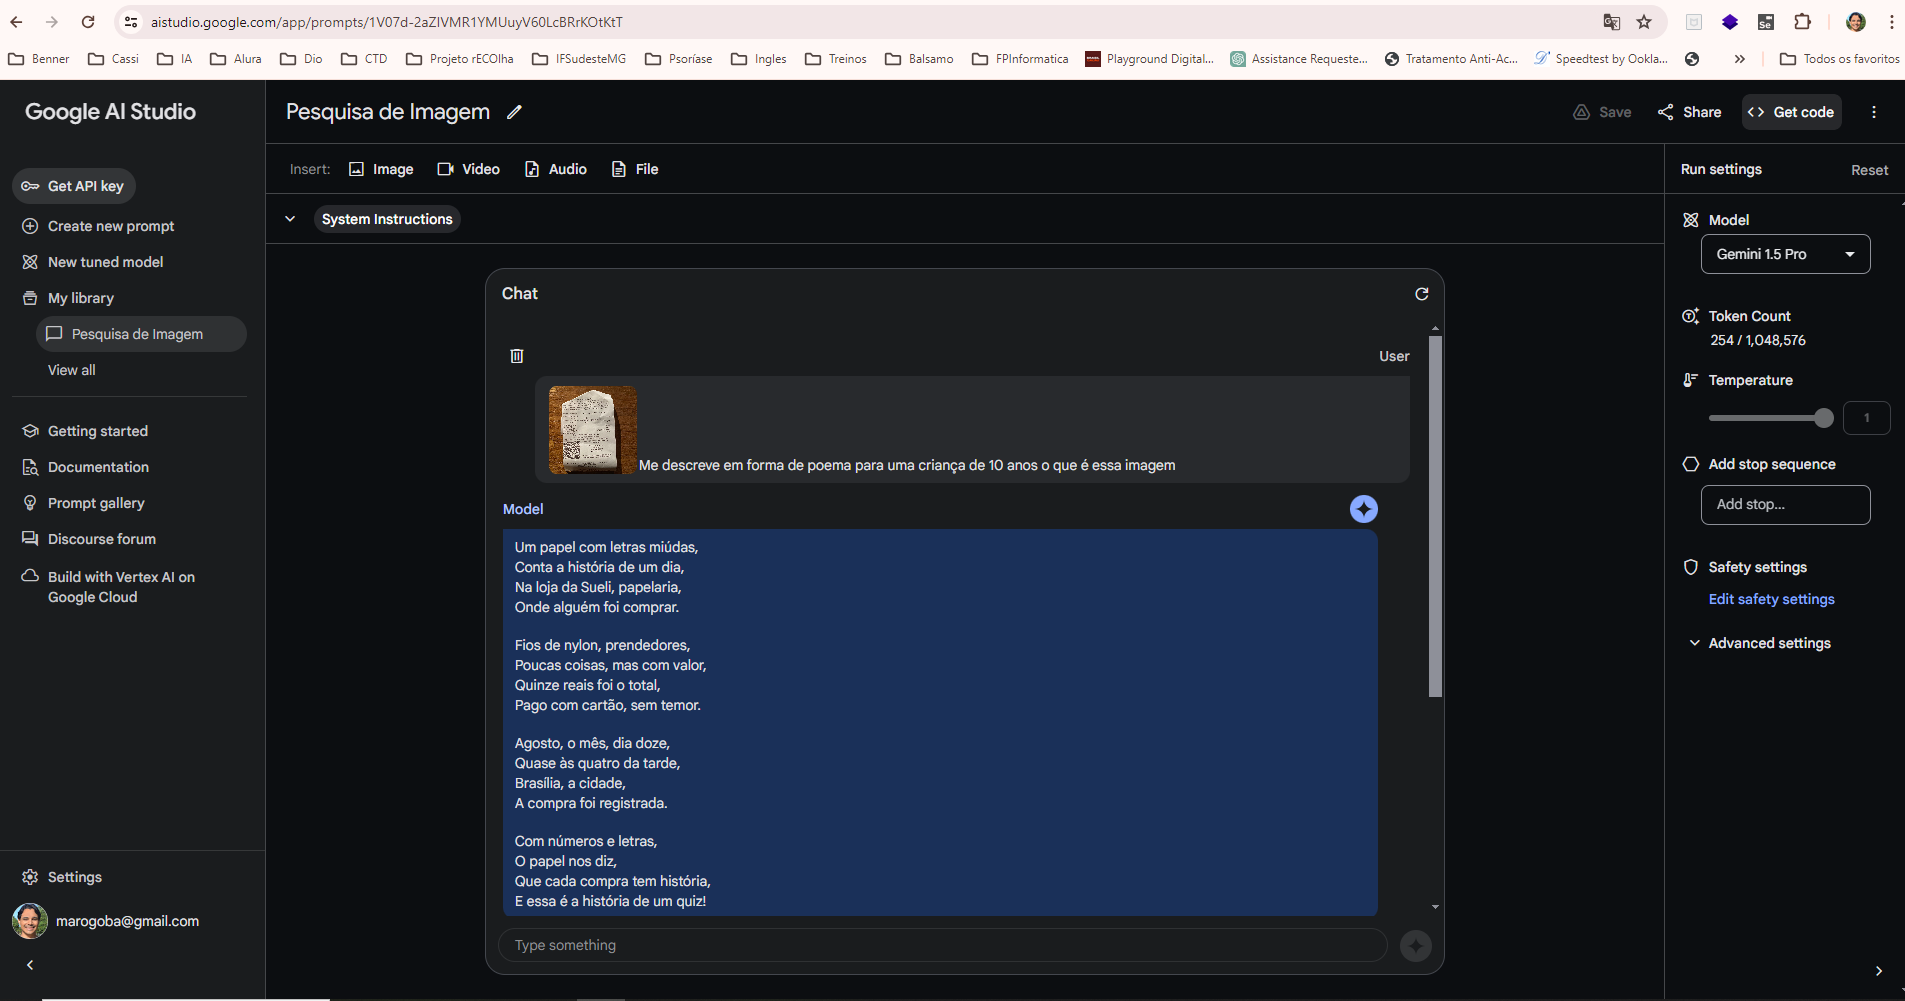 aistudio.google.com/app/prompts/1V07d-2aZIVMR1YMUuyV60LcBRrKOtKtT
Benner
Cassi
IA
Alura
Dio
CTD
Projeto rECOlha
IFSudesteMG
Psoríase
Ingles
Treinos
Balsamo
FPInformatica
Playground Digital...
Assistance Requeste...
Tratamento Anti-Ac...
Speedtest by Ookla...
Todos os favoritos
Google AI Studio
Get API key
Create new prompt
New tuned model
My library
Pesquisa de Imagem
View all
Getting started
Documentation
Prompt gallery
Discourse forum
Build with Vertex AI on
Google Cloud
Settings
marogoba@gmail.com
Pesquisa de Imagem
Save
Share
Get code
Insert:
Image
Video
Audio
File
System Instructions
Chat
User
Me descreve em forma de poema para uma criança de 10 anos o que é essa imagem
Model
Um papel com letras miúdas,
Conta a história de um dia,
Na loja da Sueli, papelaria,
Onde alguém foi comprar.
Fios de nylon, prendedores,
Poucas coisas, mas com valor,
Quinze reais foi o total,
Pago com cartão, sem temor.
Agosto, o mês, dia doze,
Quase às quatro da tarde,
Brasília, a cidade,
A compra foi registrada.
Com números e letras,
O papel nos diz,
Que cada compra tem história,
E essa é a história de um quiz!
Type something
Run settings
Reset
Model
Gemini 1.5 Pro
Token Count
254 / 1,048,576
Temperature
1
Add stop sequence
Add stop...
Safety settings
Edit safety settings
Advanced settings